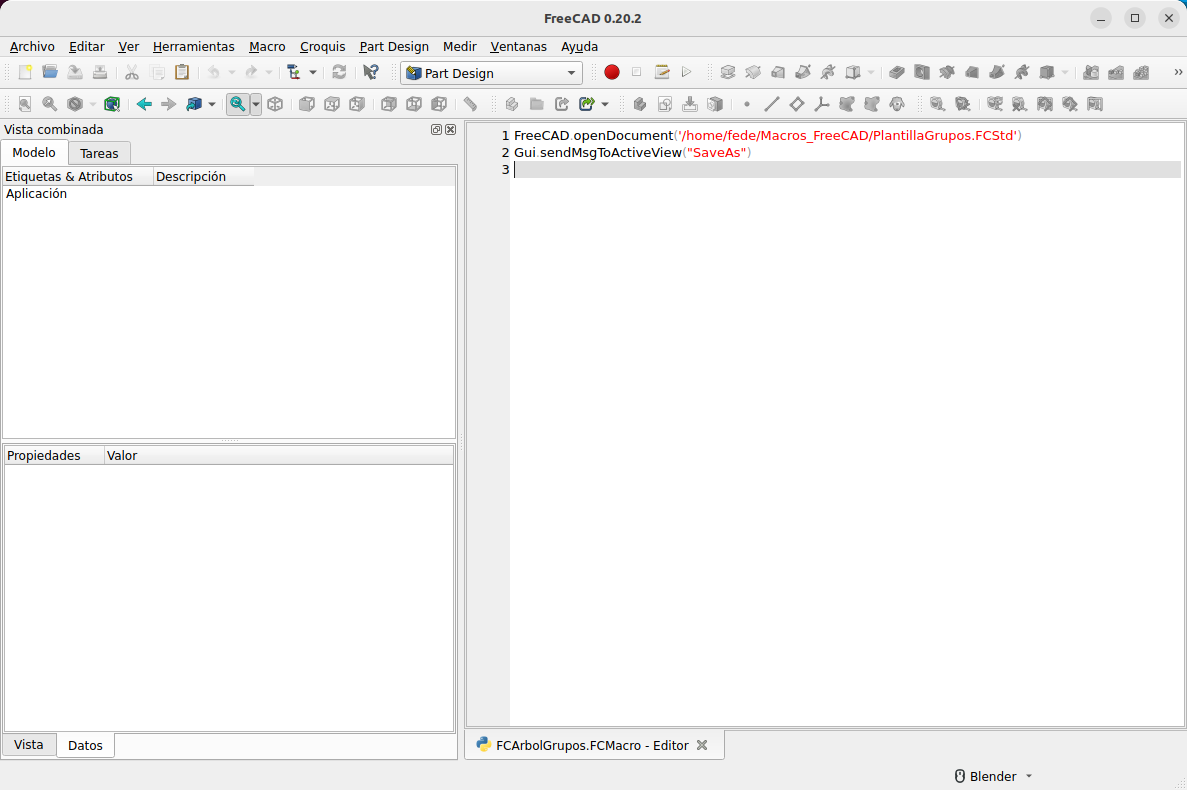 FreeCAD 0.20.2
Archivo Editar Ver Herramientas Macro Croquis Part Design Medir Ventanas Ayuda
Part Design
Vista combinada
Modelo Tareas
Etiquetas & Atributos Descripción
Aplicación
Propiedades Valor
Vista Datos
1 FreeCAD.openDocument('/home/fede/Macros_FreeCAD/PlantillaGrupos.FCStd')
2 Gui.sendMsgToActiveView("SaveAs")
3
FCArbolGrupos.FCMacro - Editor
Blender